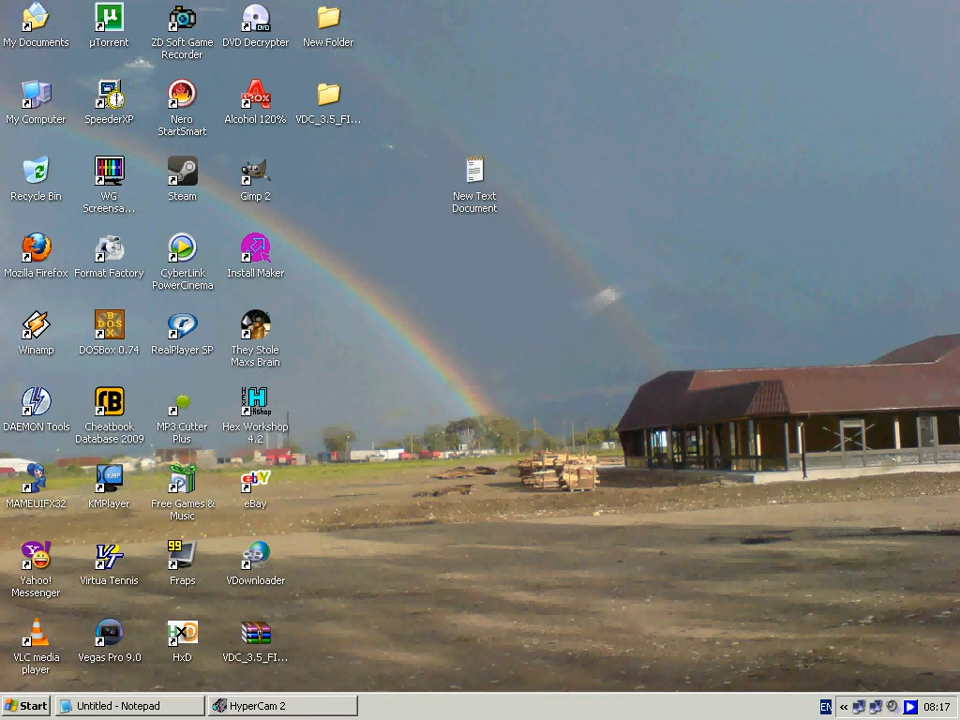 My Documents
µTorrent
ZD Soft Game
Recorder
DVD Decrypter
New Folder
My Computer
SpeederXP
Nero
StartSmart
Alcohol 120%
VDC_3.5_FI...
Recycle Bin
WG
Screensa...
Steam
Gimp 2
New Text
Document
Mozilla Firefox
Format Factory
CyberLink
PowerCinema
Install Maker
Winamp
DOSBox 0.74
RealPlayer SP
They Stole
Maxs Brain
DAEMON Tools
Cheatbook
Database 2009
MP3 Cutter
Plus
Hex Workshop
4.2
MAMEUIFX32
KMPlayer
Free Games &
Music
eBay
Yahoo!
Messenger
Virtua Tennis
Fraps
VDownloader
VLC media
player
Vegas Pro 9.0
HxD
VDC_3.5_FI...
Start
Untitled - Notepad
HyperCam 2
EN
08:17